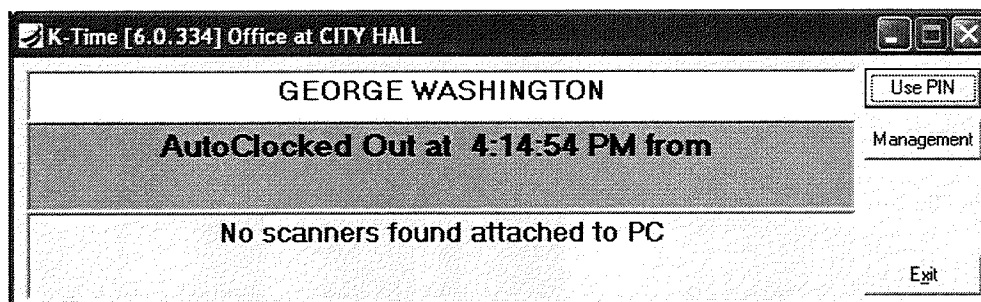 K-Time [6.0.334] Office at CITY HALL
GEORGE WASHINGTON
Use PIN
AutoClocked Out at 4:14:54 PM from
Management
No scanners found attached to PC
Exit